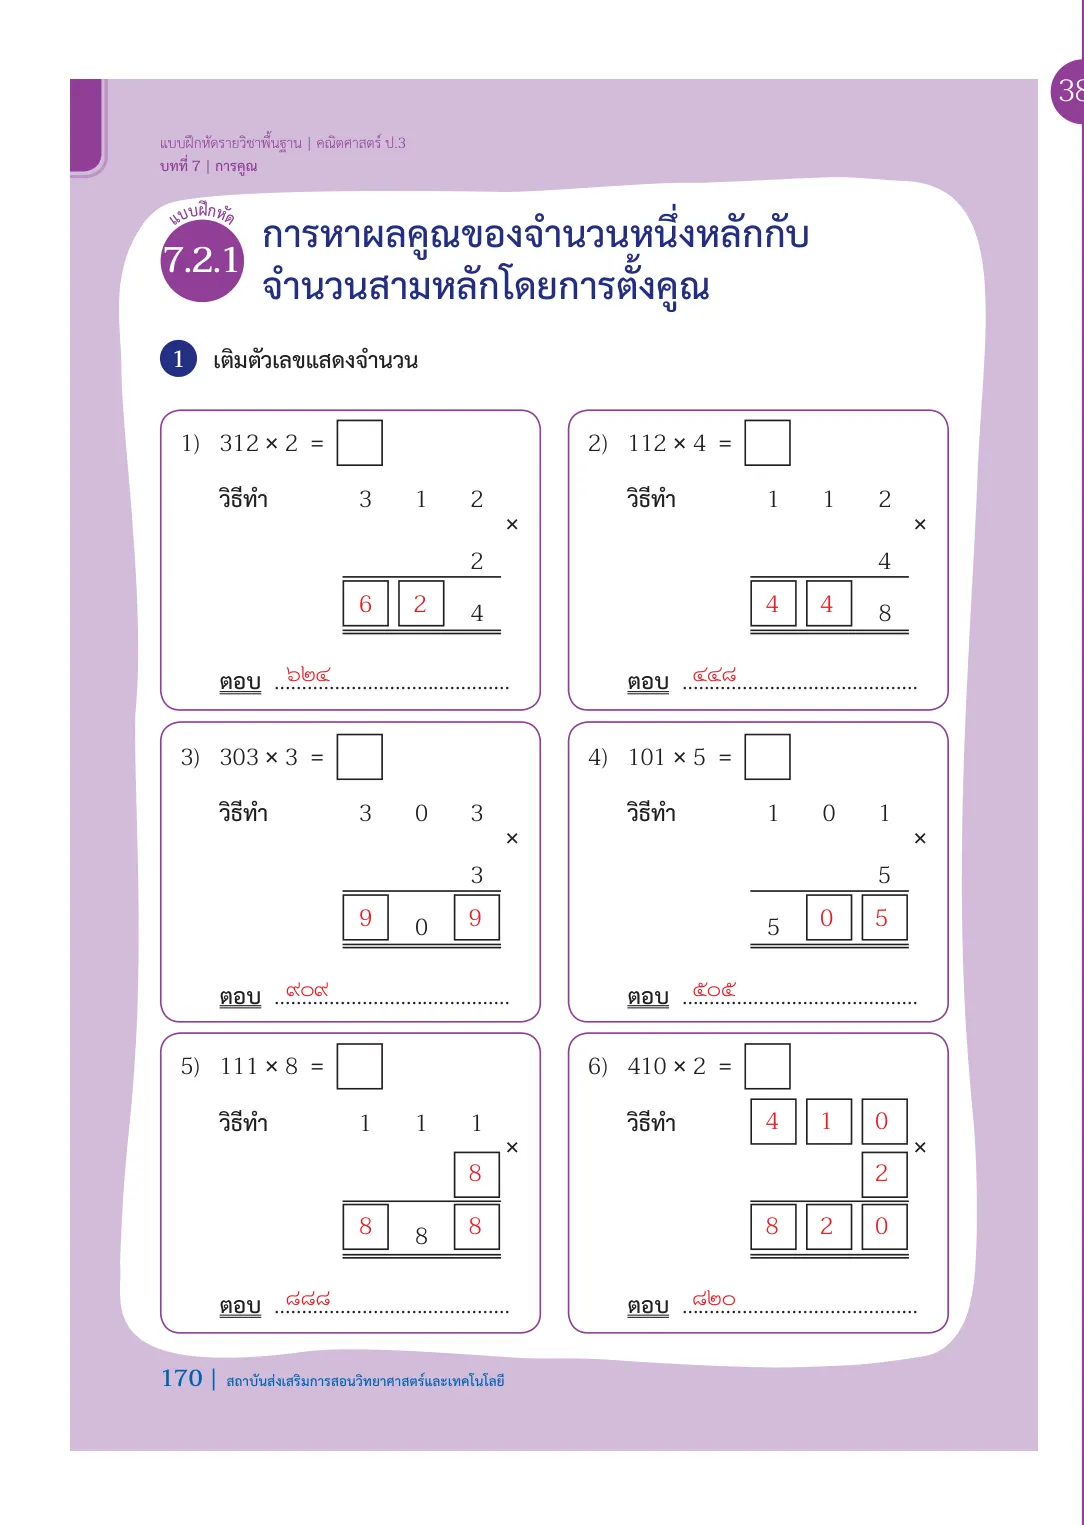 38
แบบฝึกหัดรายวิชาพื้นฐาน | คณิตศาสตร์ ป.3
บทที่ 7 | การคูณ
แบบฝึกหัด
7.2.1
การหาผลคูณของจำนวนหนึ่งหลักกับ
จำนวนสามหลักโดยการตั้งคูณ
1 เติมตัวเลขแสดงจำนวน
1) 312 × 2 =
วิธีทำ 3 1 2
×
2
6 2 4
ตอบ ๖๒๔
2) 112 × 4 =
วิธีทำ 1 1 2
×
4
4 4 8
ตอบ ๔๔๘
3) 303 × 3 =
วิธีทำ 3 0 3
×
3
9 0 9
ตอบ ๙๐๙
4) 101 × 5 =
วิธีทำ 1 0 1
×
5
5 0 5
ตอบ ๕๐๕
5) 111 × 8 =
วิธีทำ 1 1 1
×
8
8 8 8
ตอบ ๘๘๘
6) 410 × 2 =
วิธีทำ 4 1 0
×
2
8 2 0
ตอบ ๘๒๐
170 | สถาบันส่งเสริมการสอนวิทยาศาสตร์และเทคโนโลยี